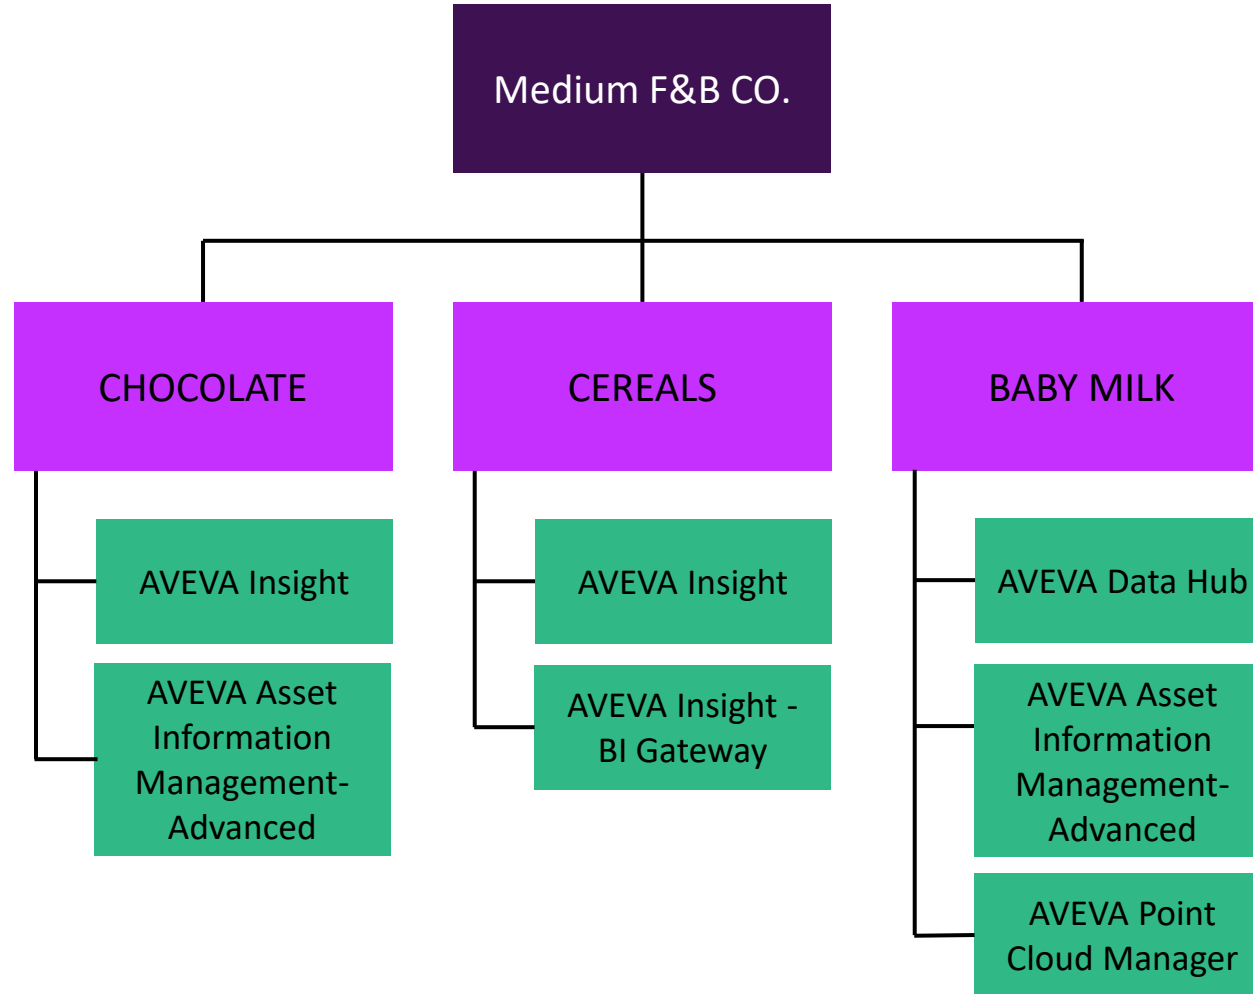 Medium F&B CO.
CHOCOLATE
CEREALS
BABY MILK
AVEVA Insight
AVEVA Asset
Information
Management-
Advanced
AVEVA Insight
AVEVA Insight -
BI Gateway
AVEVA Data Hub
AVEVA Asset
Information
Management-
Advanced
AVEVA Point
Cloud Manager